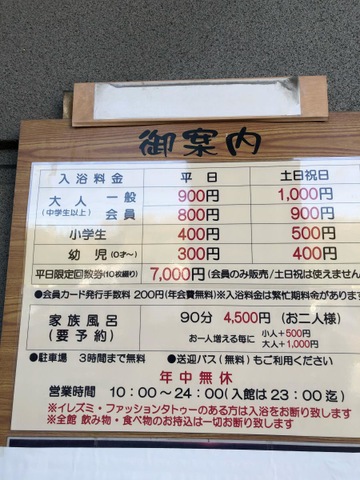 御案内
入浴料金 平日 土日祝日
大人 一般 900円 1,000円
(中学生以上) 会員 800円 900円
小学生 400円 500円
幼児(0才〜) 300円 400円
平日限定回数券(10枚綴り) 7,000円(会員のみ販売/土日祝は使えません
●会員カード発行手数料 200円(年会費無料)※入浴料金は繁忙期料金があります
家族風呂 90分 4,500円(お二人様)
(要予約) お一人増える毎に 小人+500円
大人+1,000円
●駐車場 3時間まで無料 ●送迎バス(無料)もご利用ください
年中無休
営業時間 10:00〜24:00(入館は23:00迄)
※イレズミ・ファッションタトゥーのある方は入浴をお断り致します
※全館 飲み物・食べ物のお持込は一切お断り致します